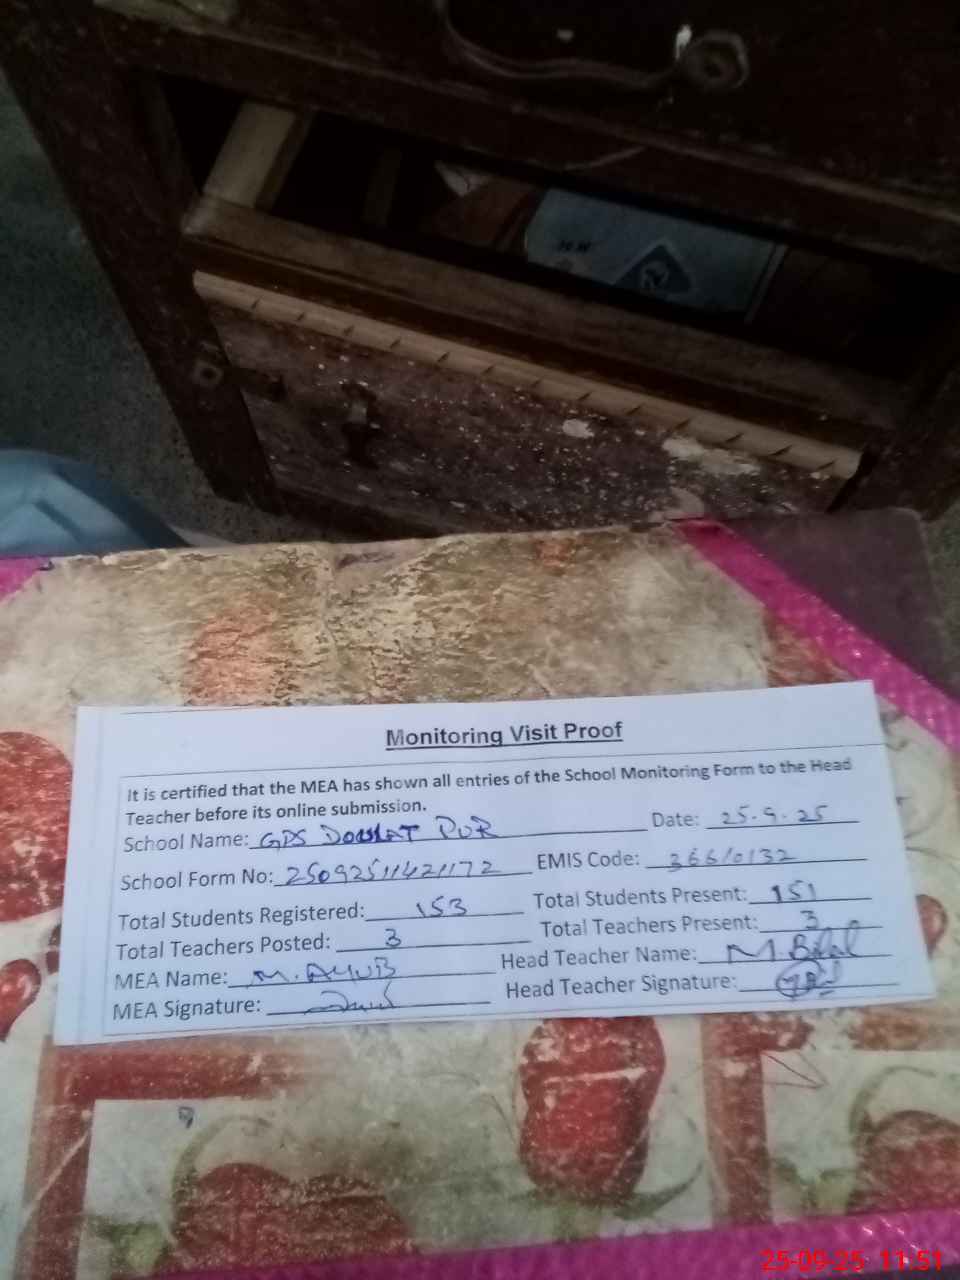 Monitoring Visit Proof
It is certified that the MEA has shown all entries of the School Monitoring Form to the Head
Teacher before its online submission.
School Name: GPS DOULAT PUR Date: 25.9.25
School Form No: 25092511421172 EMIS Code: 36610132
Total Students Registered: 153 Total Students Present: 151
Total Teachers Posted: 3 Total Teachers Present: 3
MEA Name: M. AYUB Head Teacher Name: M. Bilal
MEA Signature: Head Teacher Signature:
25-09-25 11:51